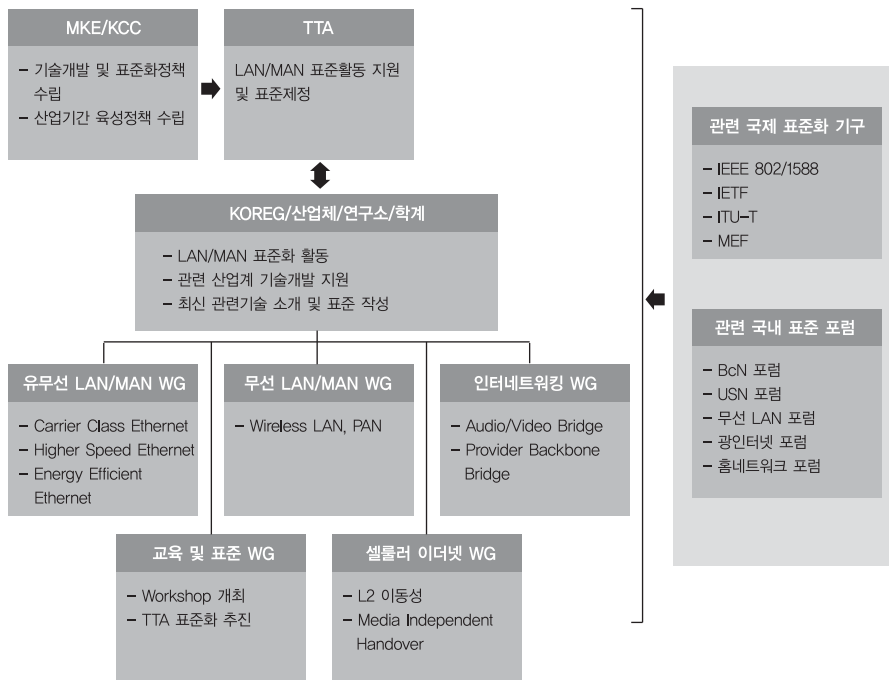 MKE/KCC
– 기술개발 및 표준화정책
수립
– 산업기간 육성정책 수립
TTA
LAN/MAN 표준활동 지원
및 표준제정
KOREG/산업체/연구소/학계
– LAN/MAN 표준화 활동
– 관련 산업계 기술개발 지원
– 최신 관련기술 소개 및 표준 작성
유무선 LAN/MAN WG
– Carrier Class Ethernet
– Higher Speed Ethernet
– Energy Efficient
Ethernet
무선 LAN/MAN WG
– Wireless LAN, PAN
인터네트워킹 WG
– Audio/Video Bridge
– Provider Backbone
Bridge
교육 및 표준 WG
– Workshop 개최
– TTA 표준화 추진
셀룰러 이더넷 WG
– L2 이동성
– Media Independent
Handover
관련 국제 표준화 기구
– IEEE 802/1588
– IETF
– ITU–T
– MEF
관련 국내 표준 포럼
– BcN 포럼
– USN 포럼
– 무선 LAN 포럼
– 광인터넷 포럼
– 홈네트워크 포럼